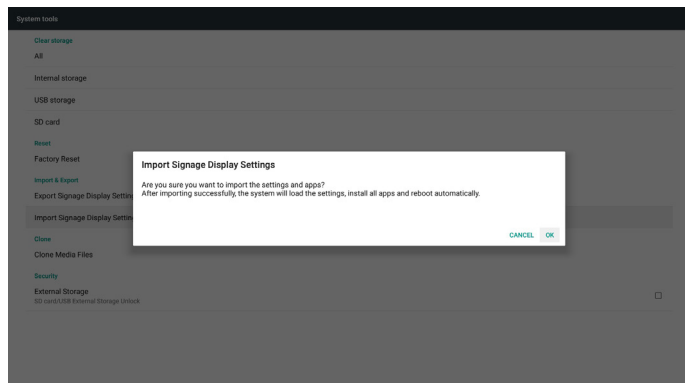 System tools
Clear storage
All
Internal storage
USB storage
SD card
Reset
Factory Reset
Import Signage Display Settings
Are you sure you want to import the settings and apps?
After importing successfully, the system will load the settings, install all apps and reboot automatically.
CANCEL OK
Import & Export
Export Signage Display Setting
Import Signage Display Settin
Clone
Clone Media Files
Security
External Storage
SD card/USB External Storage Unlock